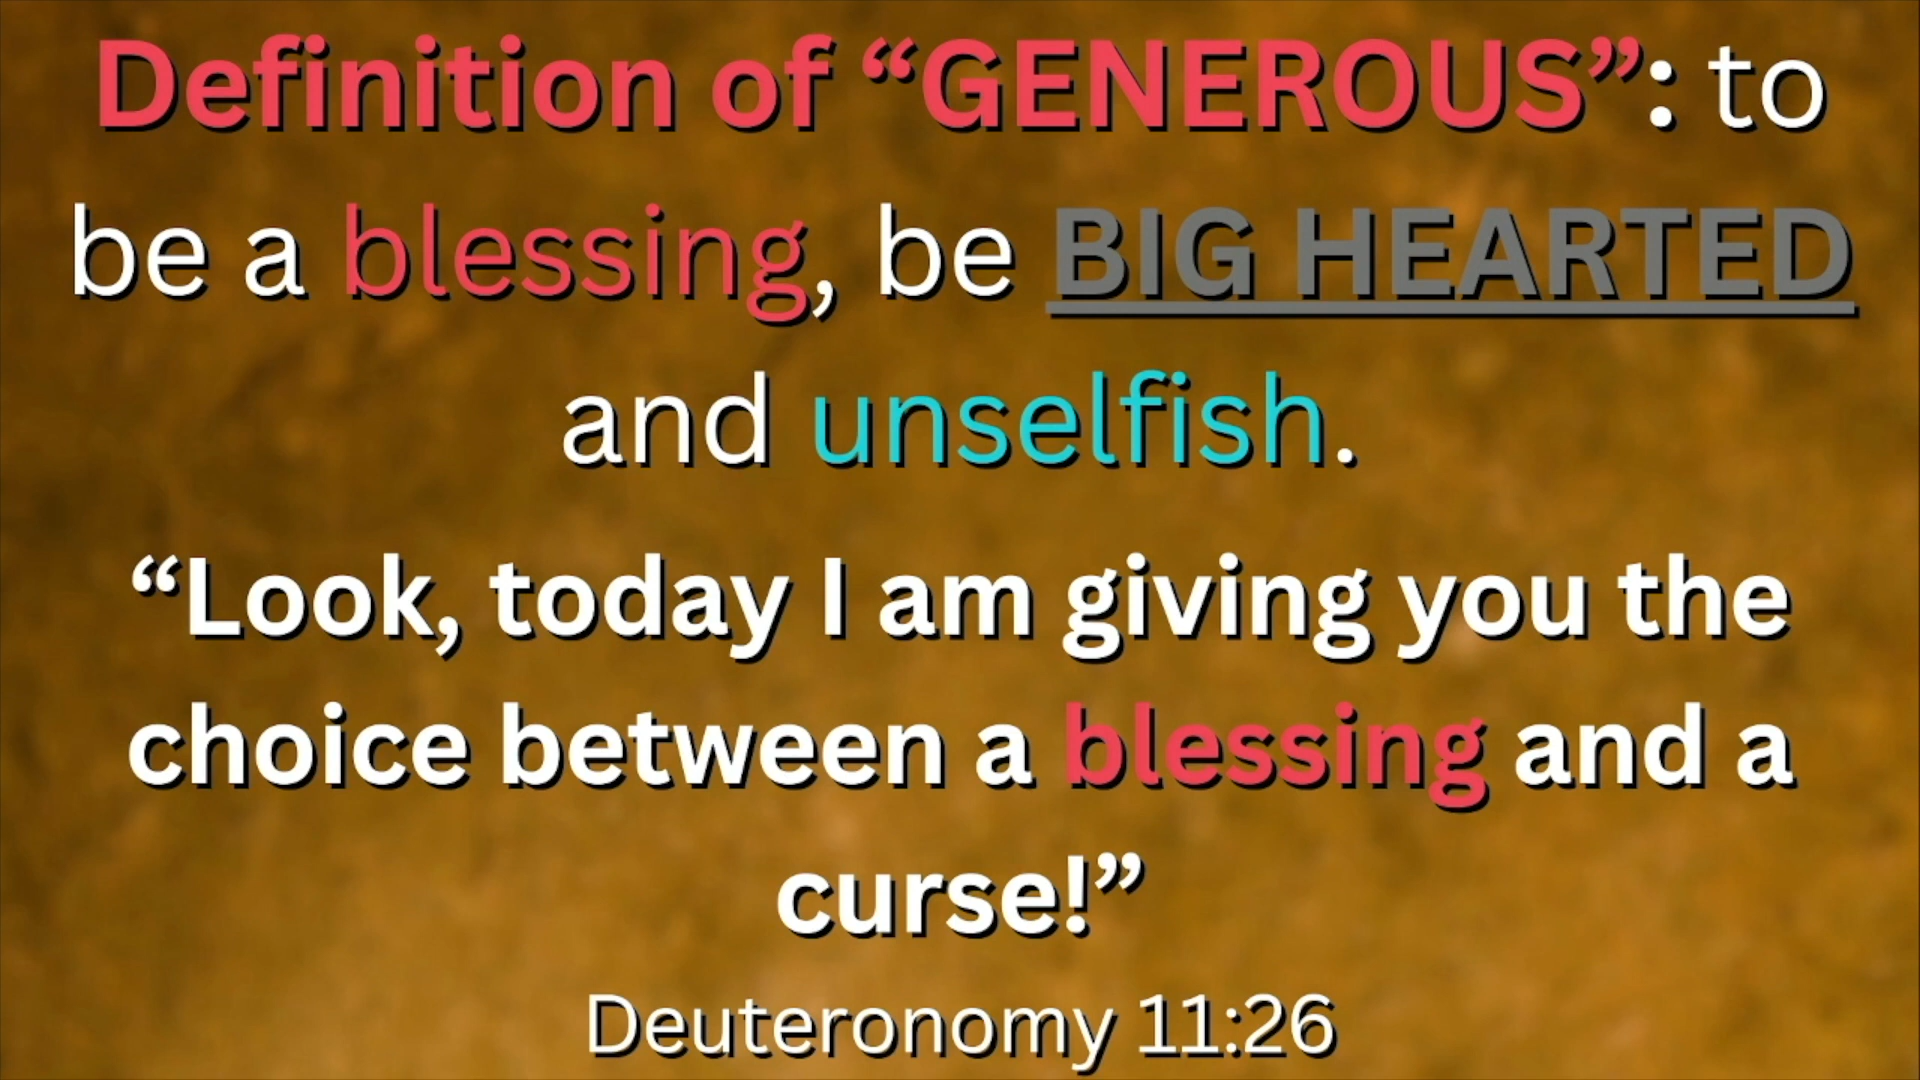 Definition of “GENEROUS”: to
be a blessing, be BIG HEARTED
and unselfish.
“Look, today I am giving you the
choice between a blessing and a
curse!”
Deuteronomy 11:26